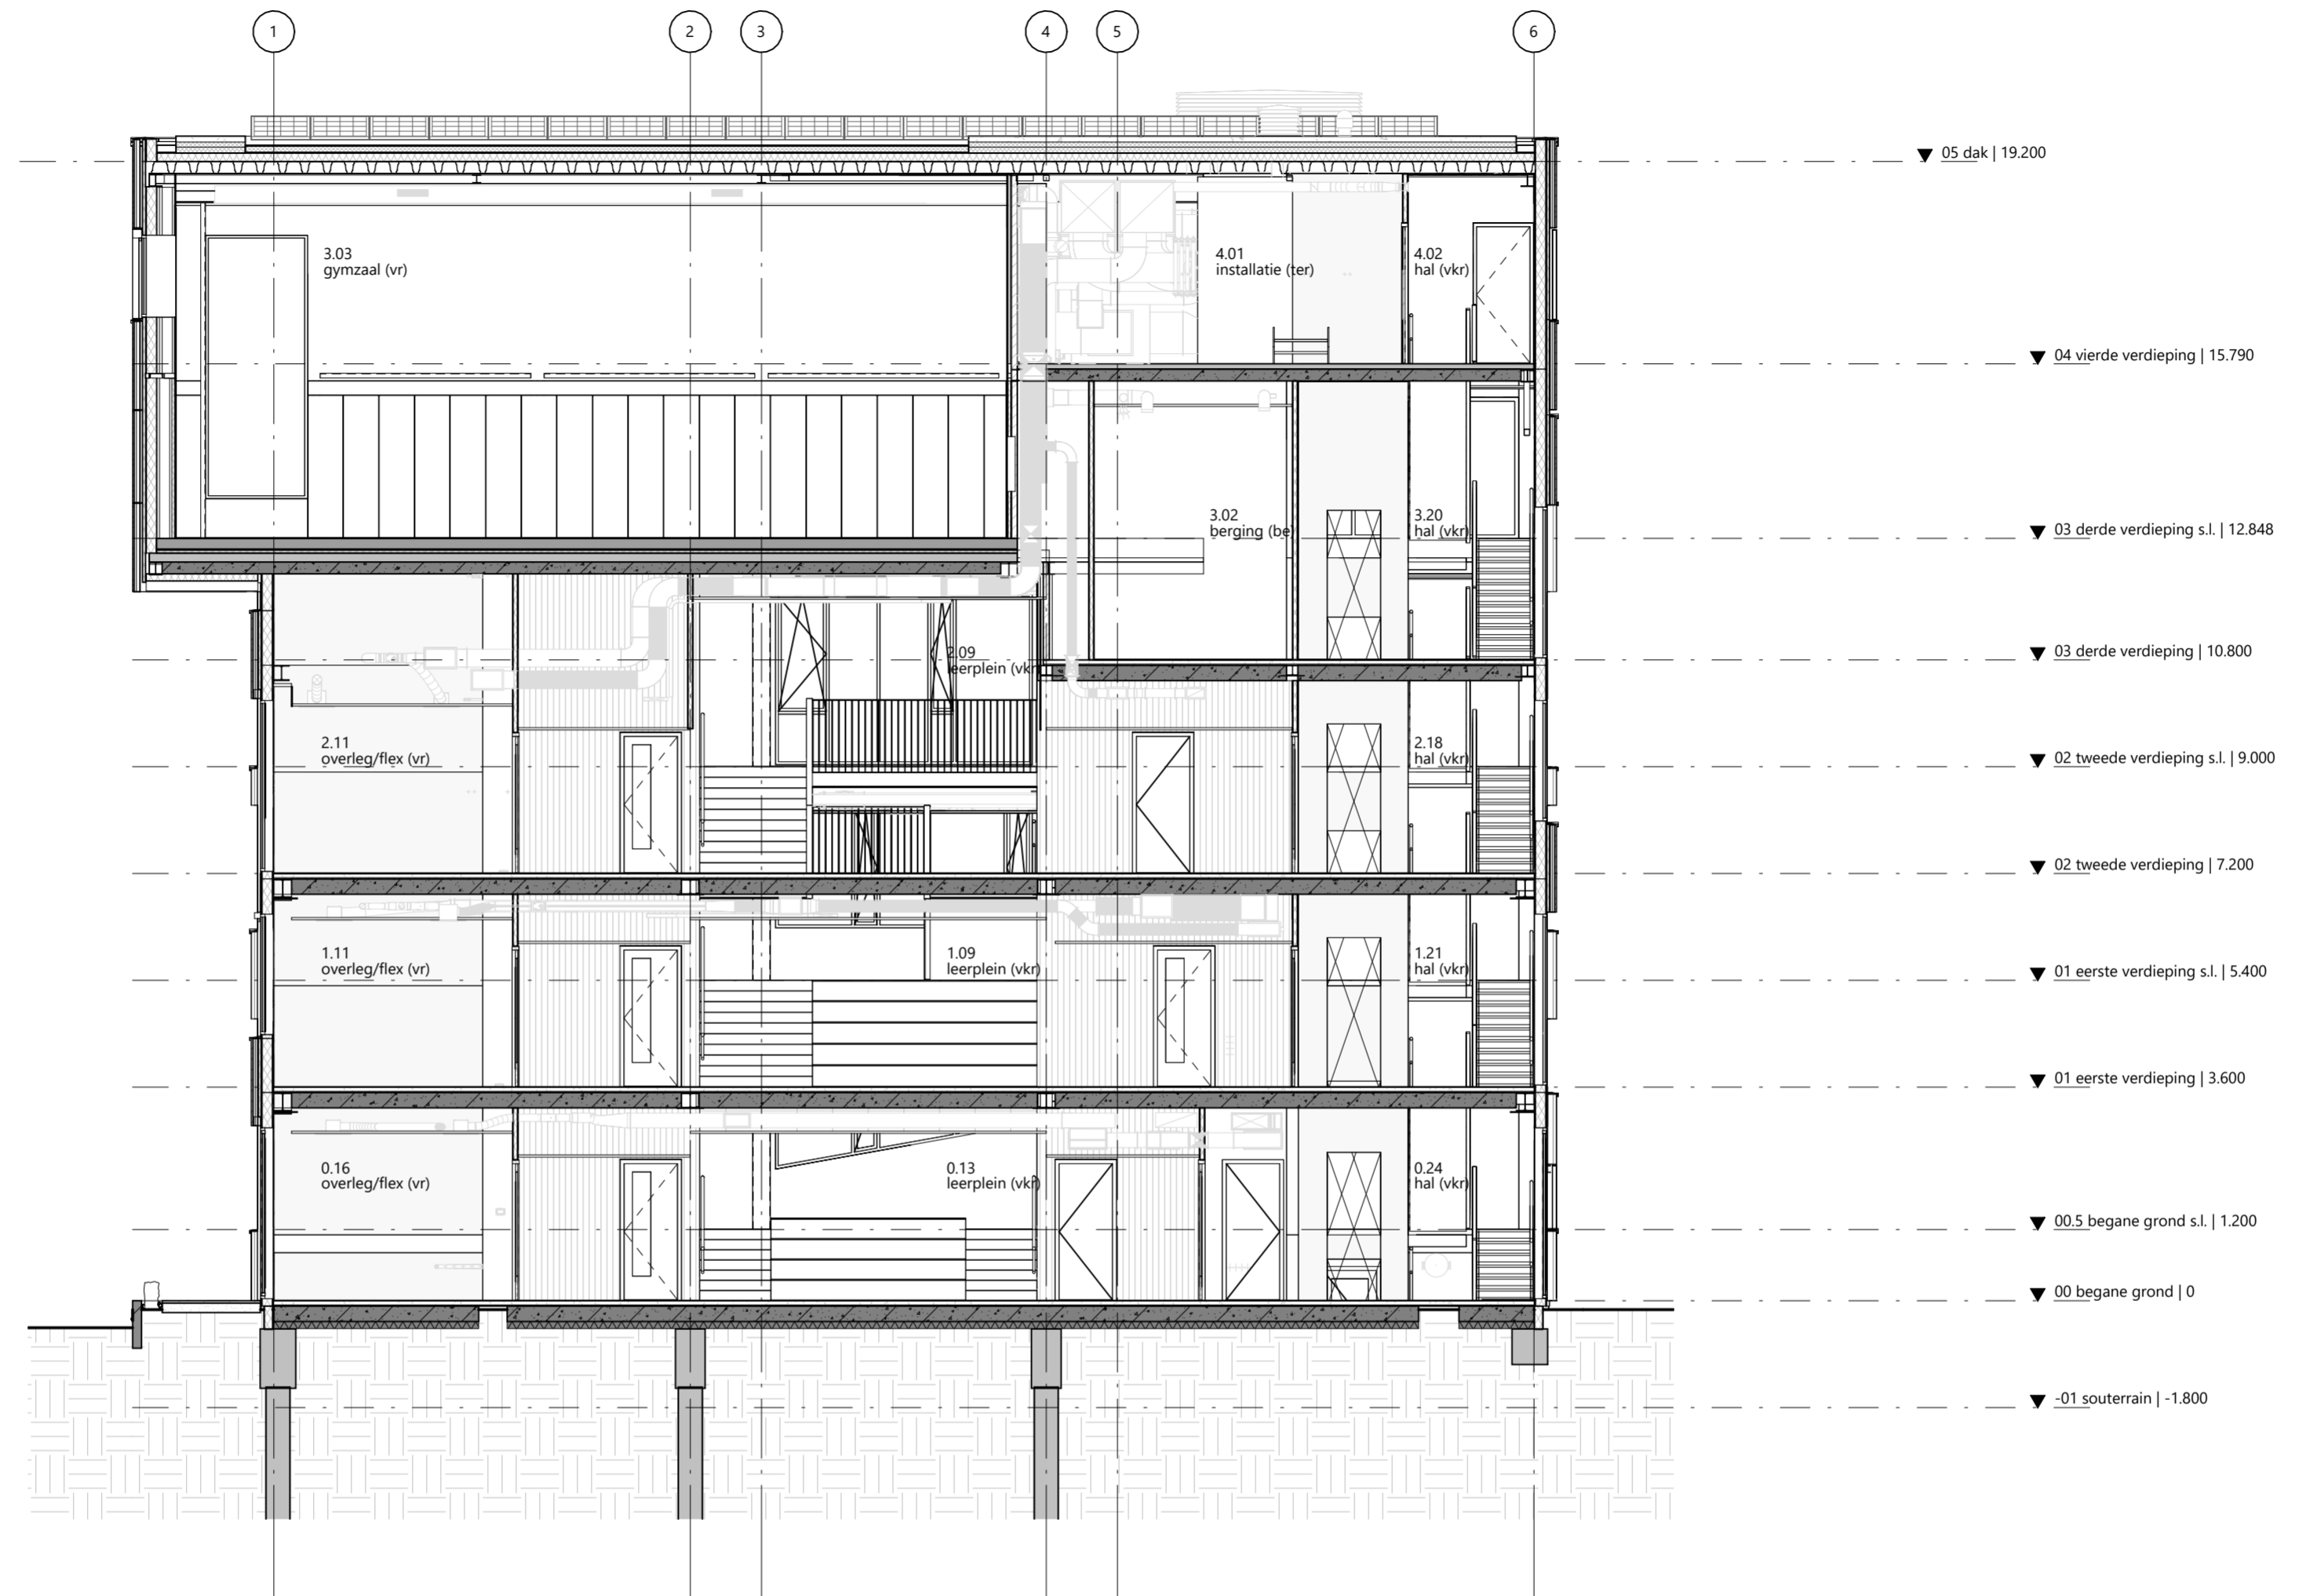 1
2
3
4
5
6
05 dak | 19.200
3.03
gymzaal (vr)
4.01
installatie (ter)
4.02
hal (vkr)
04 vierde verdieping | 15.790
3.02
berging (be)
3.20
hal (vkr)
03 derde verdieping s.l. | 12.848
2.09
leerplein (vkr)
03 derde verdieping | 10.800
2.11
overleg/flex (vr)
2.18
hal (vkr)
02 tweede verdieping s.l. | 9.000
02 tweede verdieping | 7.200
1.11
overleg/flex (vr)
1.09
leerplein (vkr)
1.21
hal (vkr)
01 eerste verdieping s.l. | 5.400
01 eerste verdieping | 3.600
0.16
overleg/flex (vr)
0.13
leerplein (vkr)
0.24
hal (vkr)
00.5 begane grond s.l. | 1.200
00 begane grond | 0
-01 souterrain | -1.800